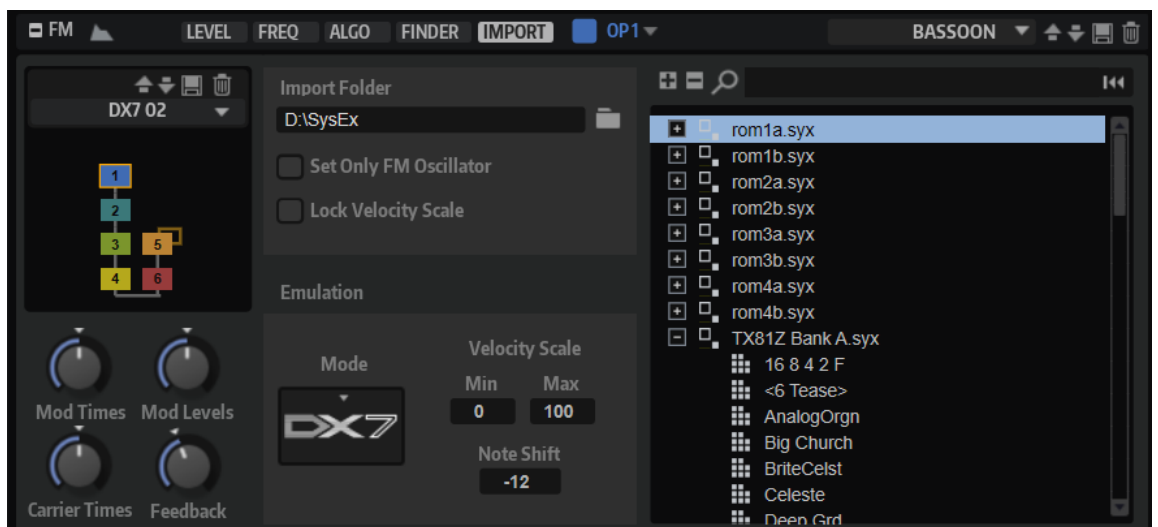 FM LEVEL FREQ ALGO FINDER IMPORT OP1 BASSOON
DX7 02
1
2
3 5
4 6
Mod Times Mod Levels
Carrier Times Feedback
Import Folder
D:\SysEx
Set Only FM Oscillator
Lock Velocity Scale
Emulation
Mode
DX7
Velocity Scale
Min Max
0 100
Note Shift
-12
rom1a.syx
rom1b.syx
rom2a.syx
rom2b.syx
rom3a.syx
rom3b.syx
rom4a.syx
rom4b.syx
TX81Z Bank A.syx
16 8 4 2 F
<6 Tease>
AnalogOrgn
Big Church
BriteCelst
Celeste
Deep Grd